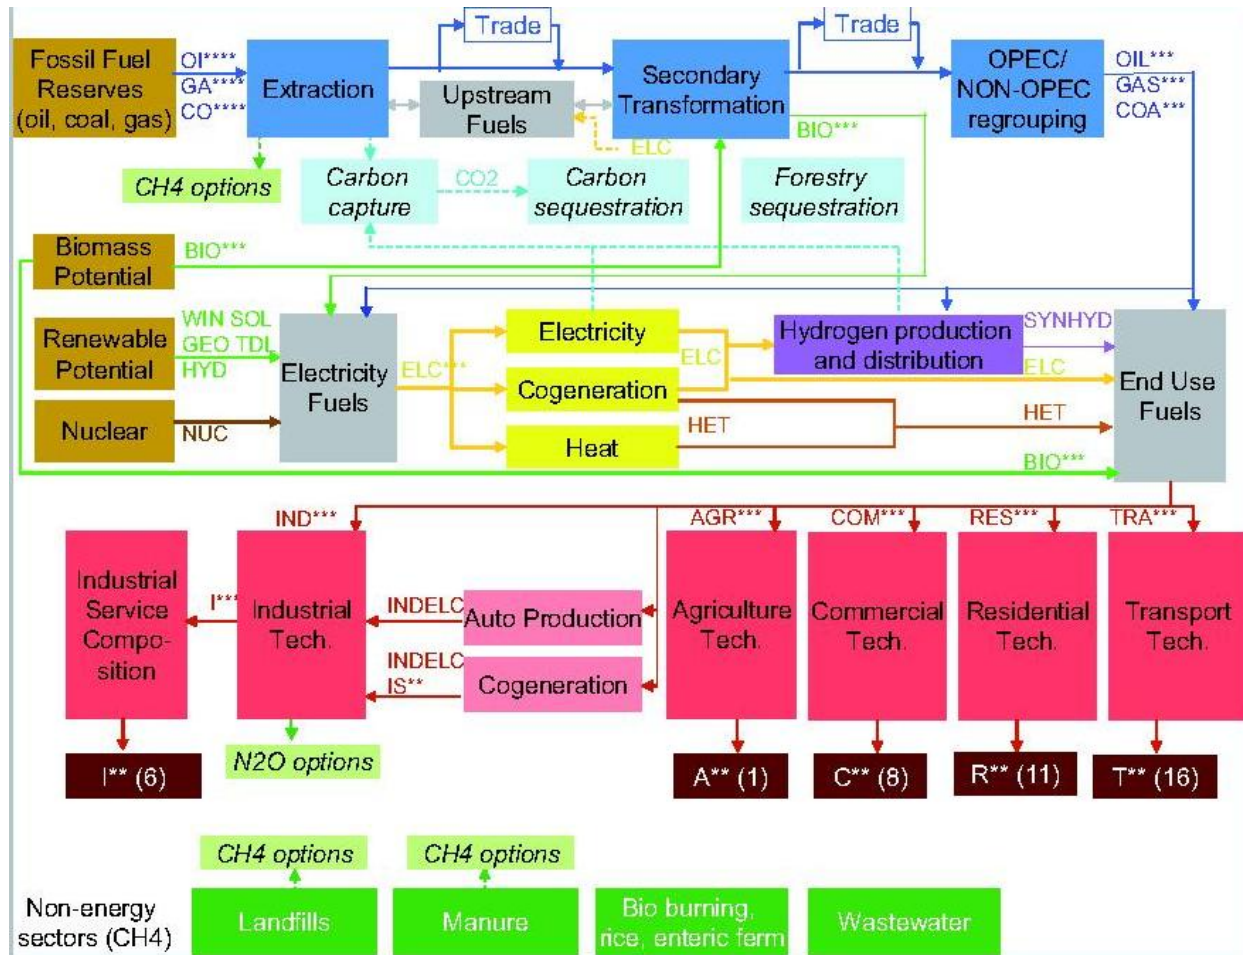 Trade
Trade
Fossil Fuel
Reserves
(oil, coal, gas)
OI****
GA****
CO****
Extraction
Upstream
Fuels
Secondary
Transformation
OPEC/
NON-OPEC
regrouping
OIL***
GAS***
COA***
BIO***
ELC
CH4 options
Carbon
capture
CO2
Carbon
sequestration
Forestry
sequestration
Biomass
Potential
BIO***
Renewable
Potential
WIN SOL
GEO TDL
HYD
Nuclear
NUC
Electricity
Fuels
ELC***
Electricity
Cogeneration
Heat
ELC
HET
Hydrogen production
and distribution
SYNHYD
ELC
HET
BIO***
End Use
Fuels
IND***
AGR***
COM***
RES***
TRA***
Industrial
Service
Compo-
sition
I***
Industrial
Tech.
INDELC
Auto Production
INDELC
IS**
Cogeneration
Agriculture
Tech.
Commercial
Tech.
Residential
Tech.
Transport
Tech.
I** (6)
N2O options
A** (1)
C** (8)
R** (11)
T** (16)
CH4 options
CH4 options
Non-energy
sectors (CH4)
Landfills
Manure
Bio burning,
rice, enteric ferm
Wastewater